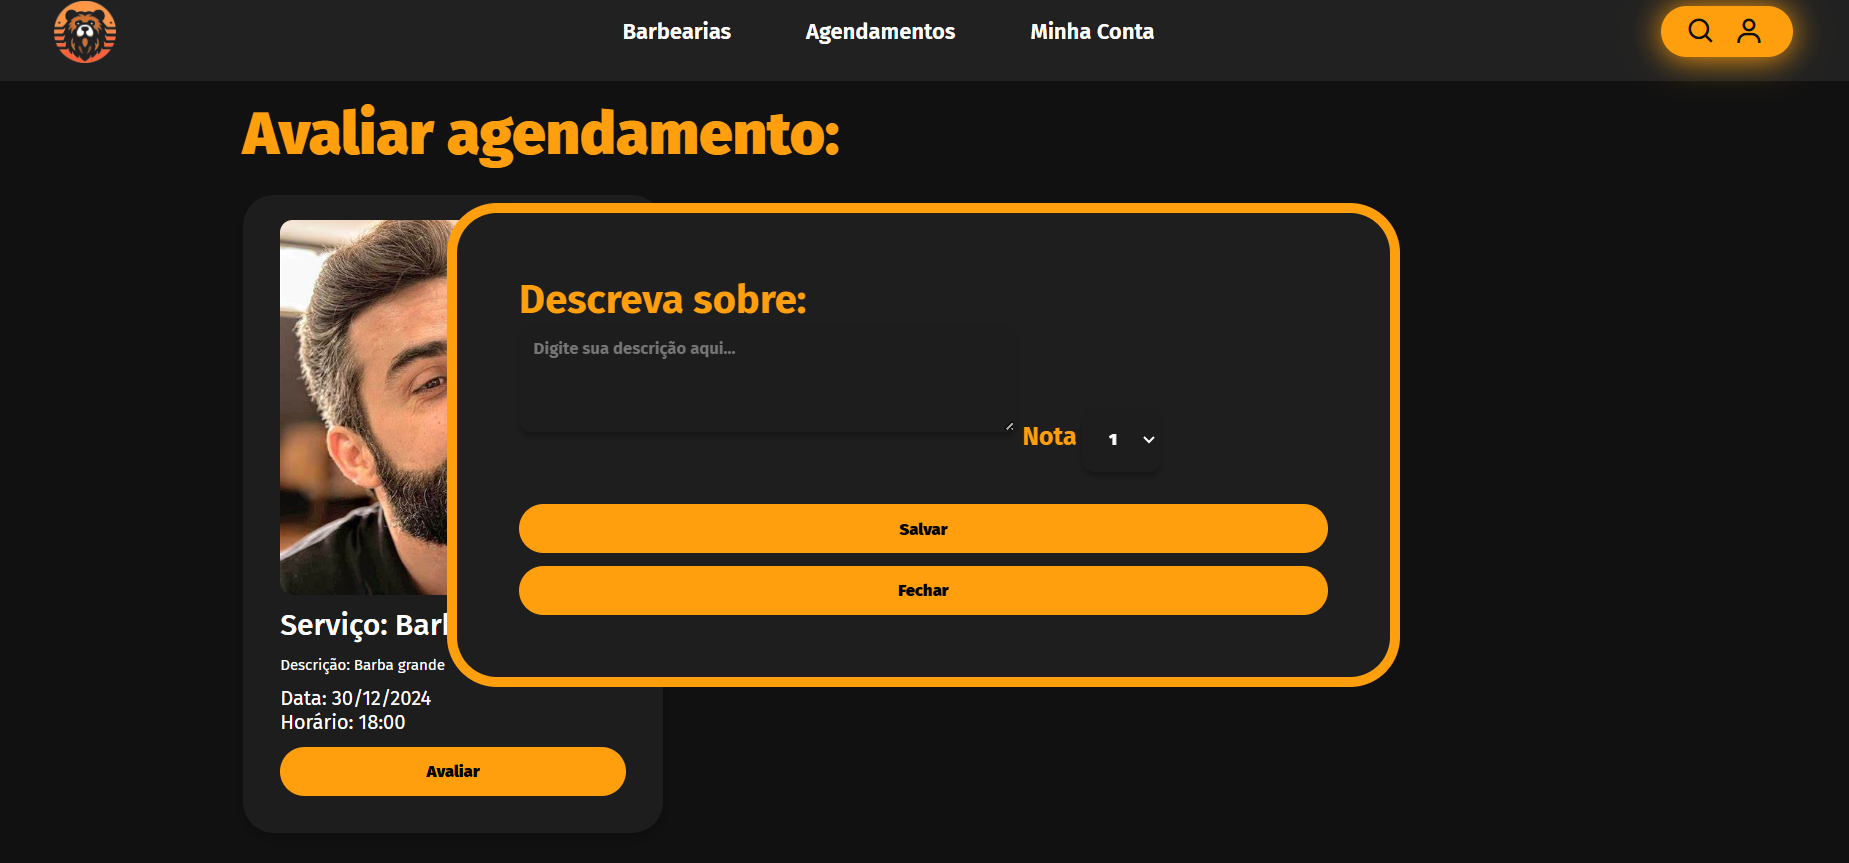 Barbearias Agendamentos Minha Conta
Avaliar agendamento:
Descreva sobre:
Digite sua descrição aqui...
Nota 1
Salvar
Fechar
Serviço:
Descrição: Barba grande
Data: 30/12/2024
Horário: 18:00
Avaliar